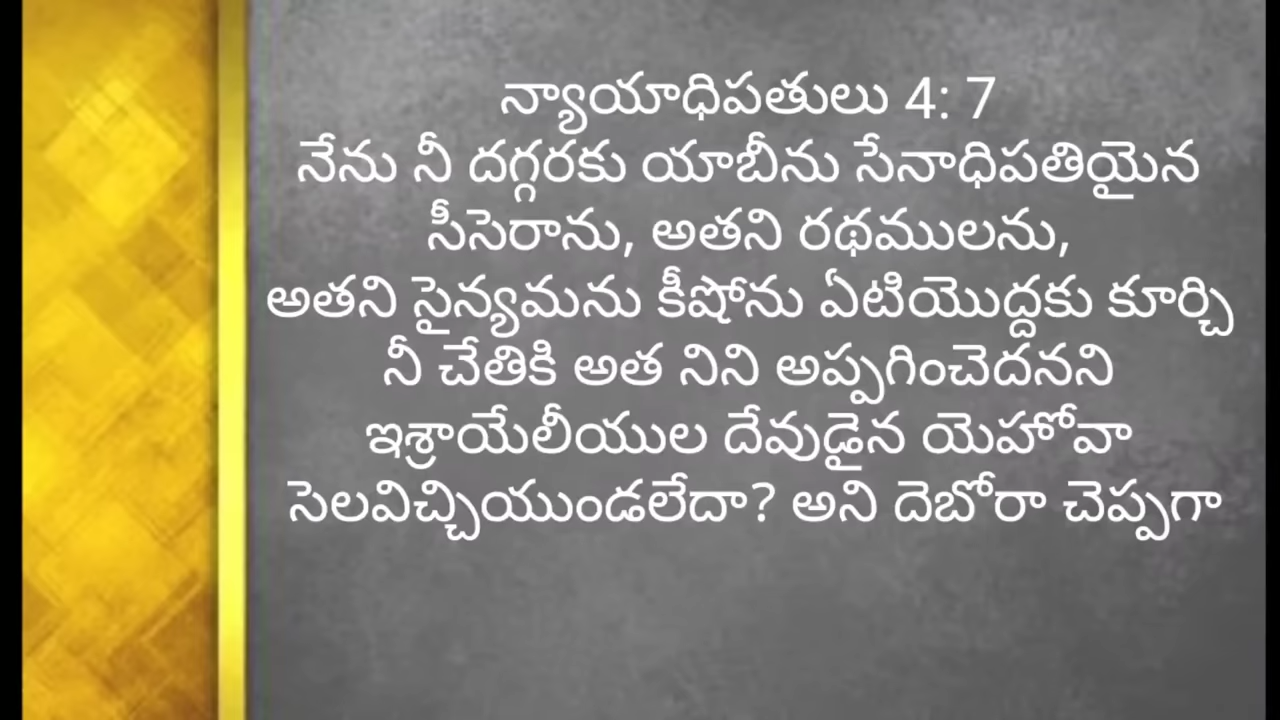 న్యాయాధిపతులు 4: 7
నేను నీ దగ్గరకు యాబీను సేనాధిపతియైన
సీసెరాను, అతని రథములను,
అతని సైన్యమను కీషోను ఏటియొద్దకు కూర్చి
నీ చేతికి అత నిని అప్పగించెదనని
ఇశ్రాయేలీయుల దేవుడైన యెహోవా
సెలవిచ్చియుండలేదా? అని దెబోరా చెప్పగా